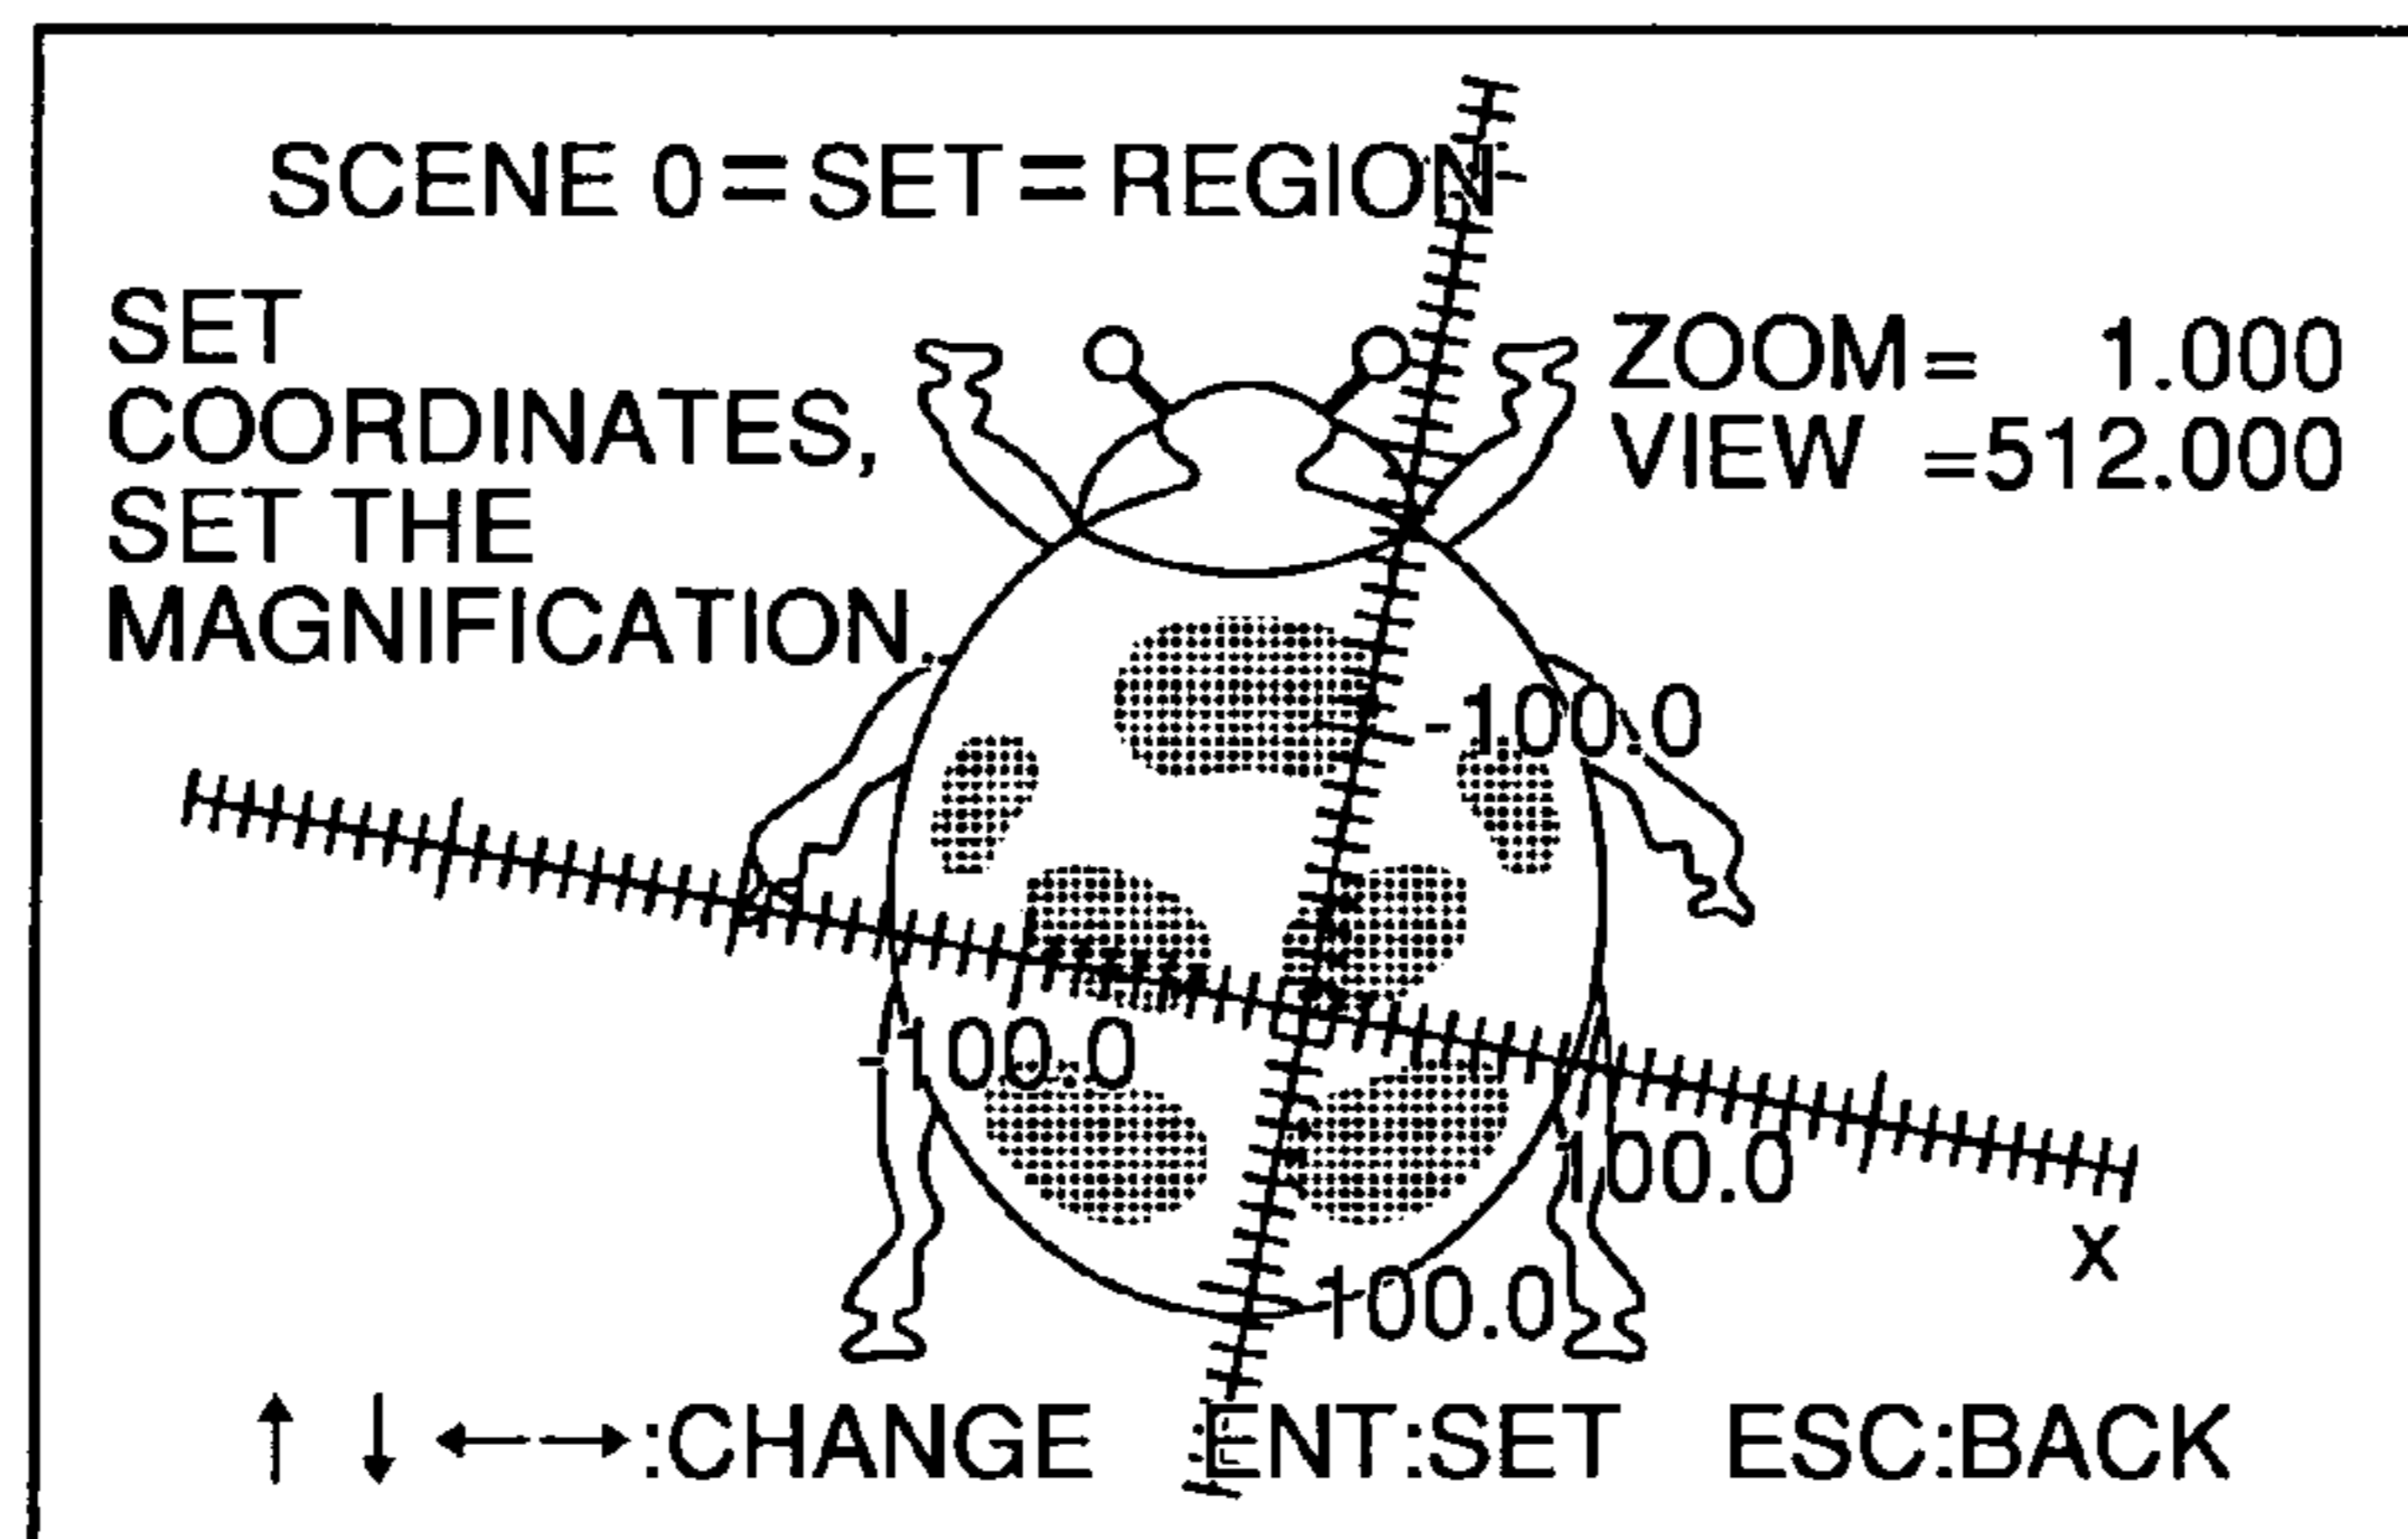 SCENE 0=SET=REGION
SET
COORDINATES,
SET THE
MAGNIFICATION.
ZOOM= 1.000
VIEW =512.000
-100.0
-100.0
100.0
X
100.0
↑ ↓ ←→:CHANGE ENT:SET ESC:BACK